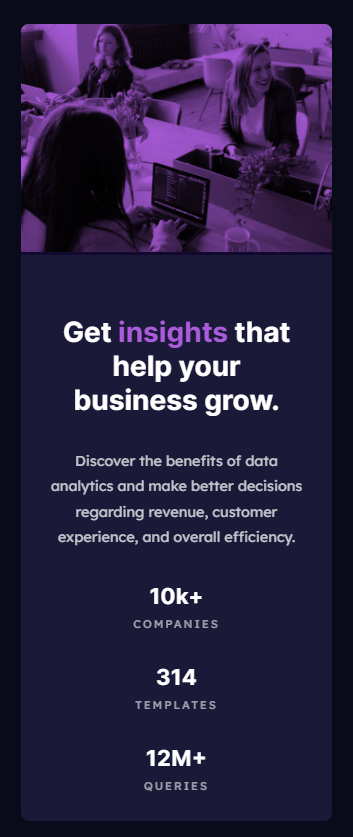 Get insights that
help your
business grow.
Discover the benefits of data
analytics and make better decisions
regarding revenue, customer
experience, and overall efficiency.
10k+
COMPANIES
314
TEMPLATES
12M+
QUERIES